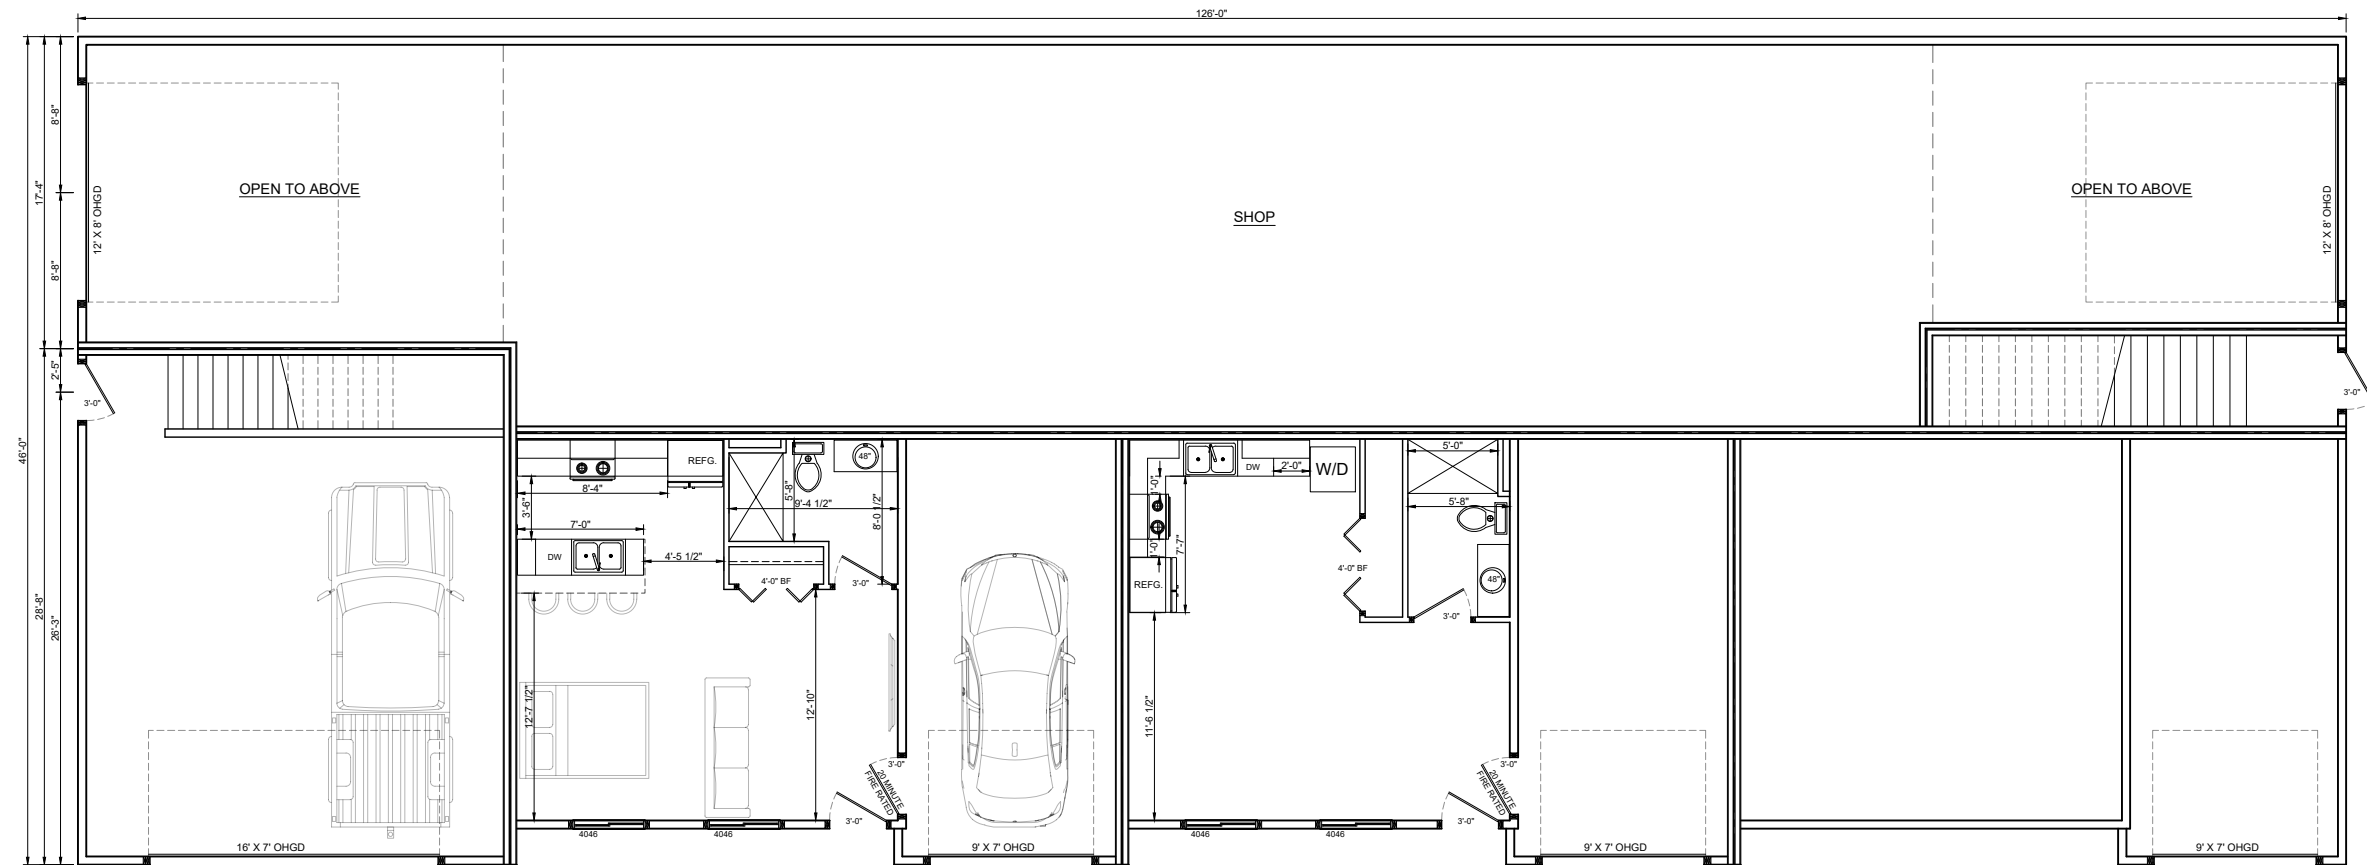 126'-0"
46'-0"
17'-4"
8'-8"
8'-8"
28'-8"
2'-5"
26'-3"
12' X 8' OHGD
OPEN TO ABOVE
SHOP
OPEN TO ABOVE
12' X 8' OHGD
3'-0"
3'-0"
16' X 7' OHGD
REFG.
8'-4"
3'-6"
7'-0"
DW
4'-5 1/2"
5'-8"
9'-4 1/2"
48"
8'-0 1/2"
4'-0" BF
3'-0"
12'-7 1/2"
12'-10"
3'-0"
20 MINUTE
FIRE RATED
3'-0"
4046
4046
9' X 7' OHGD
DW
2'-0"
W/D
1'-0"
1'-0"
7'-7"
REFG.
5'-0"
5'-8"
48"
4'-0" BF
3'-0"
11'-6 1/2"
3'-0"
20 MINUTE
FIRE RATED
3'-0"
4046
4046
9' X 7' OHGD
9' X 7' OHGD